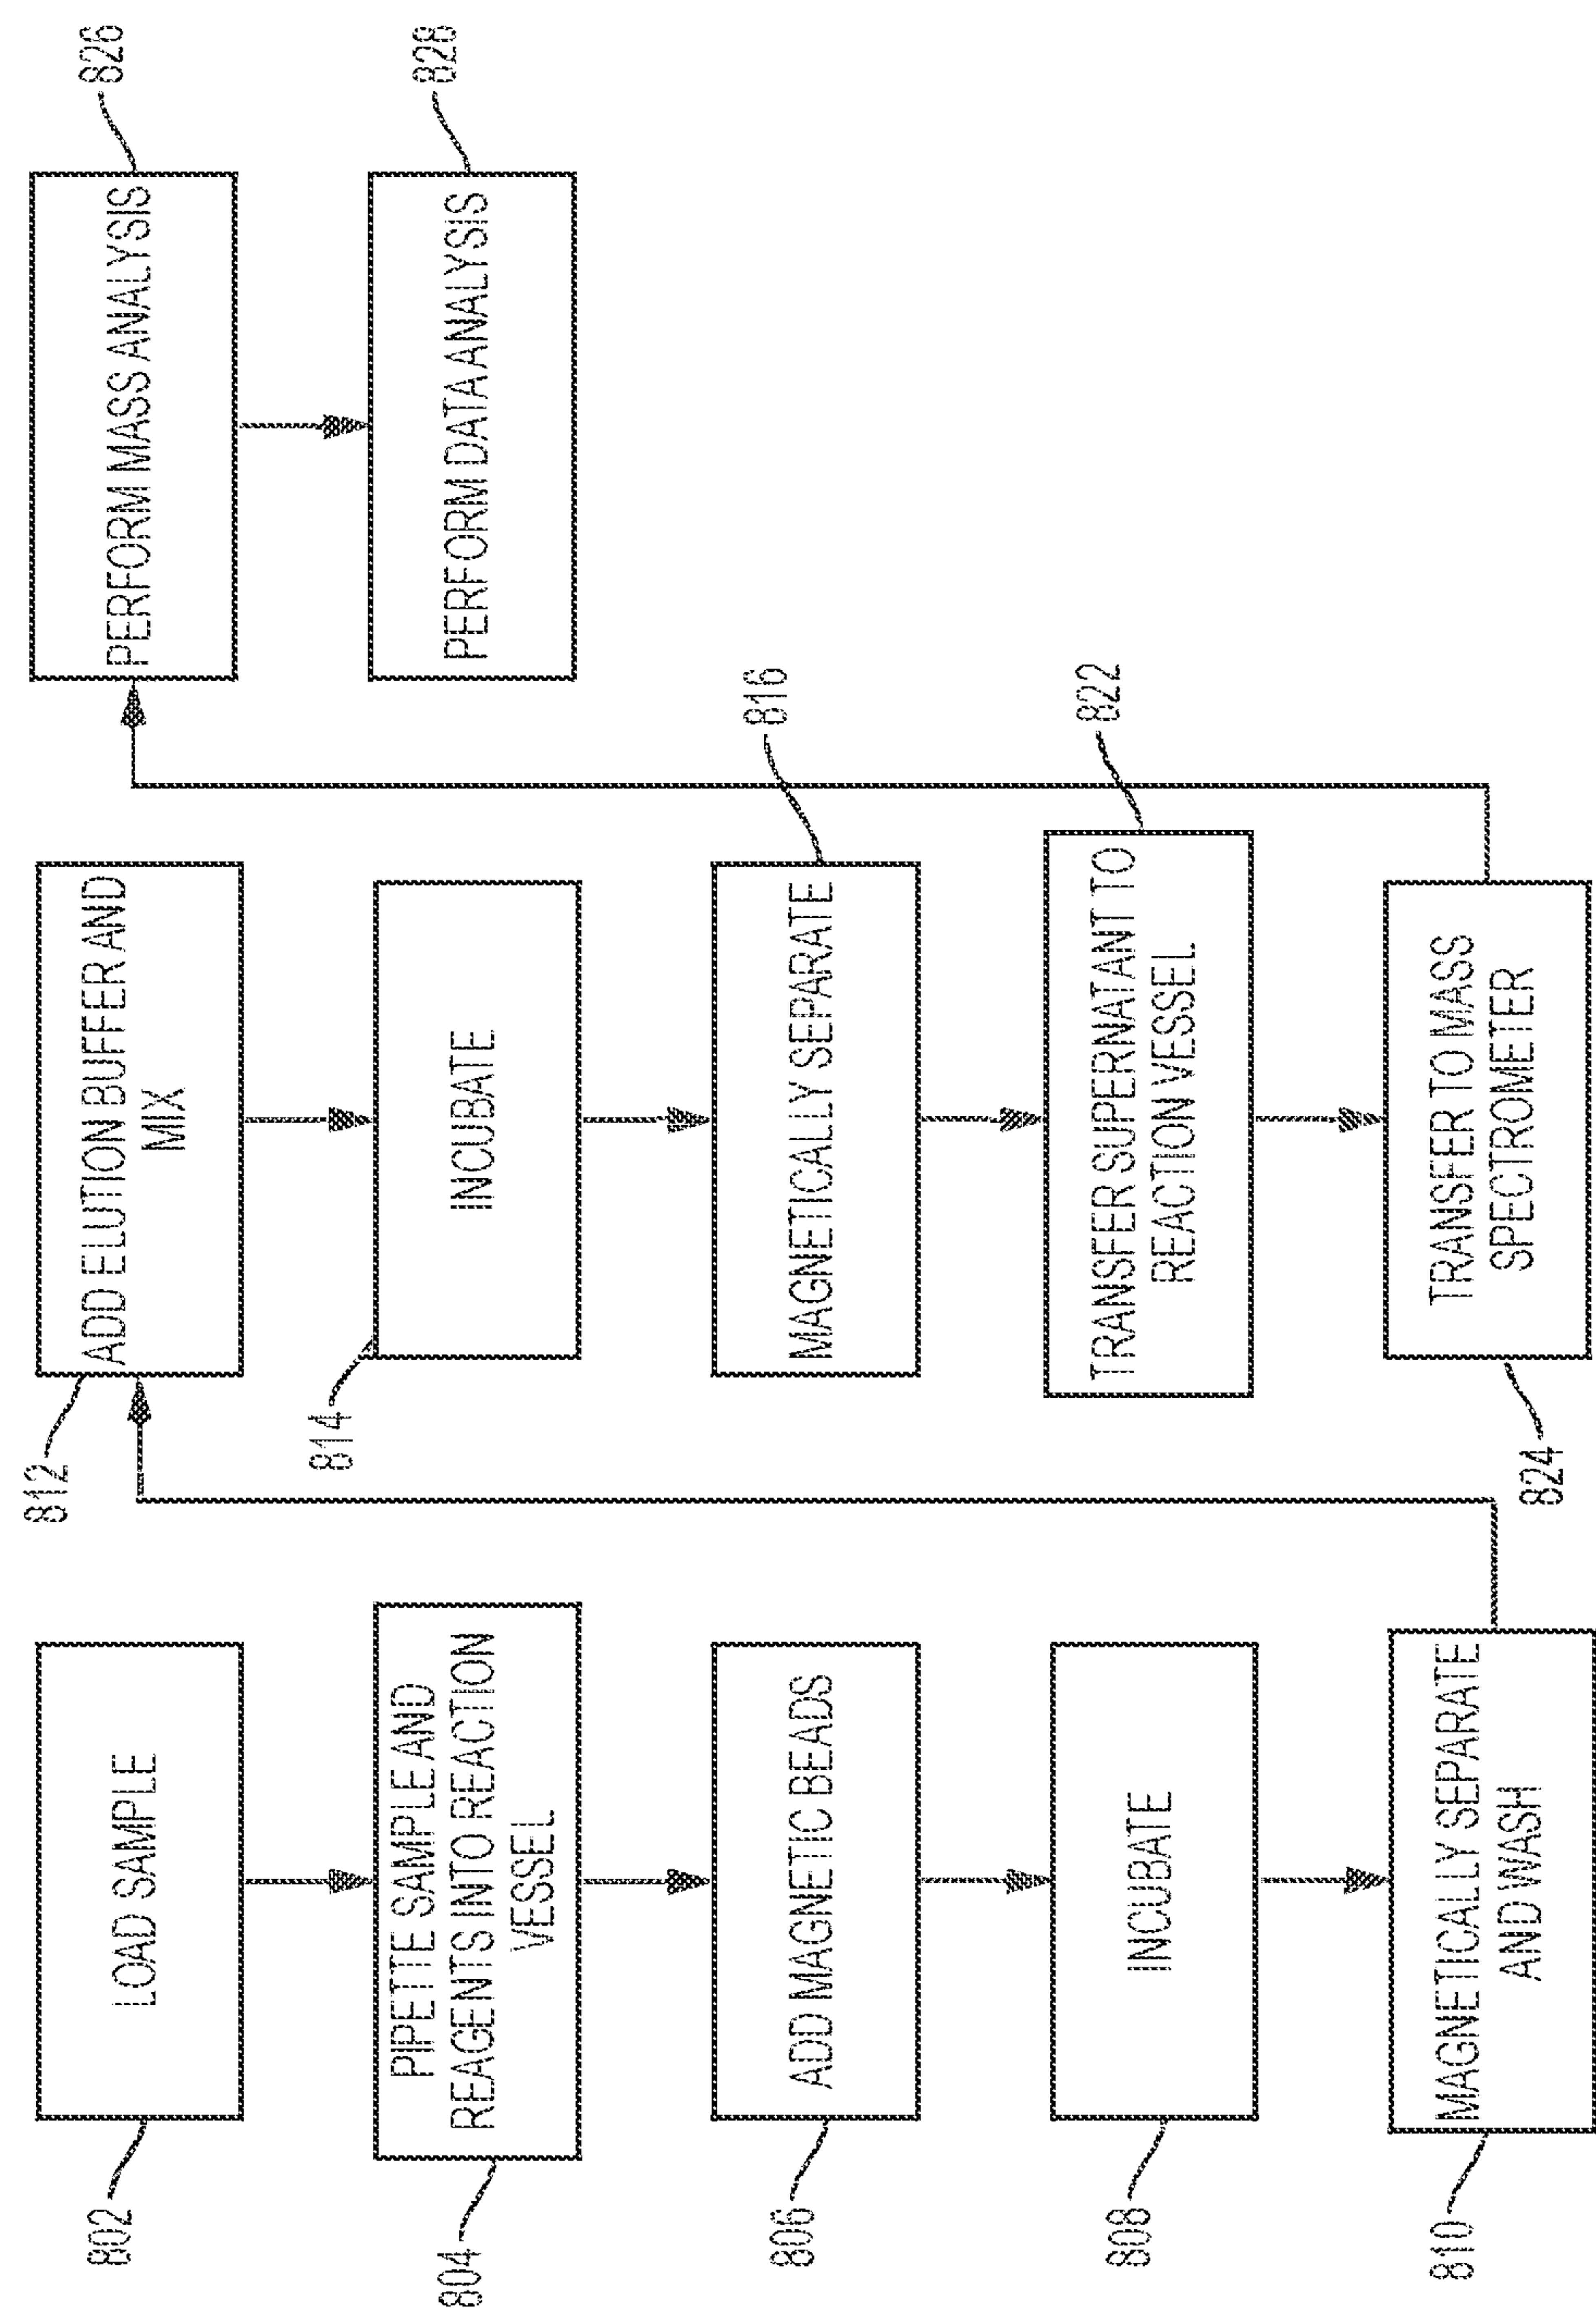 802
LOAD SAMPLE
804
PIPETTE SAMPLE AND
REAGENTS INTO REACTION
VESSEL
806
ADD MAGNETIC BEADS
808
INCUBATE
810
MAGNETICALLY SEPARATE
AND WASH
812
ADD ELUTION BUFFER AND
MIX
814
INCUBATE
816
MAGNETICALLY SEPARATE
822
TRANSFER SUPERNATANT TO
REACTION VESSEL
824
TRANSFER TO MASS
SPECTROMETER
826
PERFORM MASS ANALYSIS
828
PERFORM DATA ANALYSIS